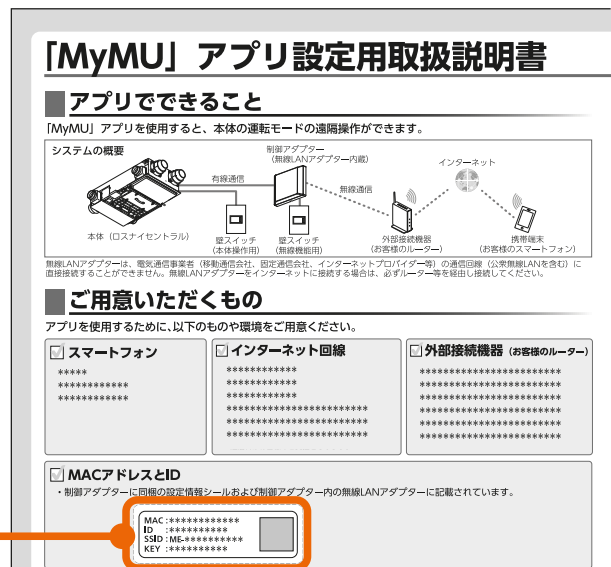 「MyMU」アプリ設定用取扱説明書
アプリでできること
「MyMU」アプリを使用すると、本体の運転モードの遠隔操作ができます。
システムの概要
制御アダプター
(無線LANアダプター内蔵)
インターネット
有線通信
無線通信
本体(ロスナイセントラル)
壁スイッチ
(本体操作用)
壁スイッチ
(無線機能用)
外部接続機器
(お客様のルーター)
携帯端末
(お客様のスマートフォン)
無線LANアダプターは、電気通信事業者(移動通信会社、固定通信会社、インターネットプロバイダー等)の通信回線(公衆無線LANを含む)に
直接接続することができません。無線LANアダプターをインターネットに接続する場合は、必ずルーター等を経由し接続してください。
ご用意いただくもの
アプリを使用するために、以下のものや環境をご用意ください。
スマートフォン
*****
************
************
インターネット回線
************
************
************
************************
************************
************************
外部接続機器(お客様のルーター)
************************
************************
************************
************************
************************
************************
MACアドレスとID
・制御アダプターに同梱の設定情報シールおよび制御アダプター内の無線LANアダプターに記載されています。
MAC :************
ID :**********
SSID :ME-**********
KEY :**********